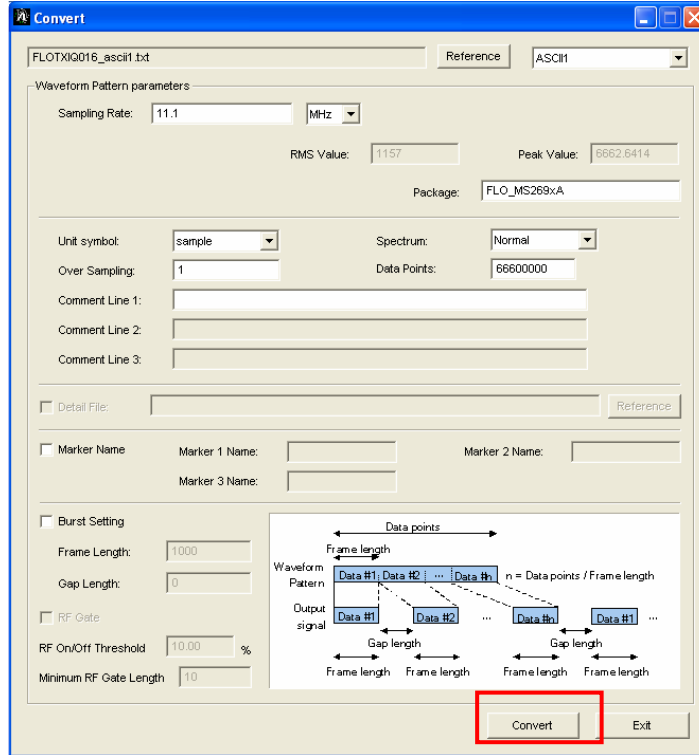 Convert
FLOTXIQ016_ascii1.txt Reference ASCII1
Waveform Pattern parameters
Sampling Rate: 11.1 MHz
RMS Value: 1157 Peak Value: 6662.6414
Package: FLO_MS269xA
Unit symbol: sample Spectrum: Normal
Over Sampling: 1 Data Points: 66600000
Comment Line 1:
Comment Line 2:
Comment Line 3:
Detail File: Reference
Marker Name Marker 1 Name: Marker 2 Name:
Marker 3 Name:
Burst Setting
Frame Length: 1000
Gap Length: 0
RF Gate
RF On/Off Threshold 10.00 %
Minimum RF Gate Length 10
Data points
Frame length
Waveform Pattern Data #1 Data #2 ... Data #n n = Data points / Frame length
Output signal Data #1 Data #2 ... Data #n Data #1 ...
Gap length Gap length
Frame length Frame length Frame length Frame length
Convert Exit